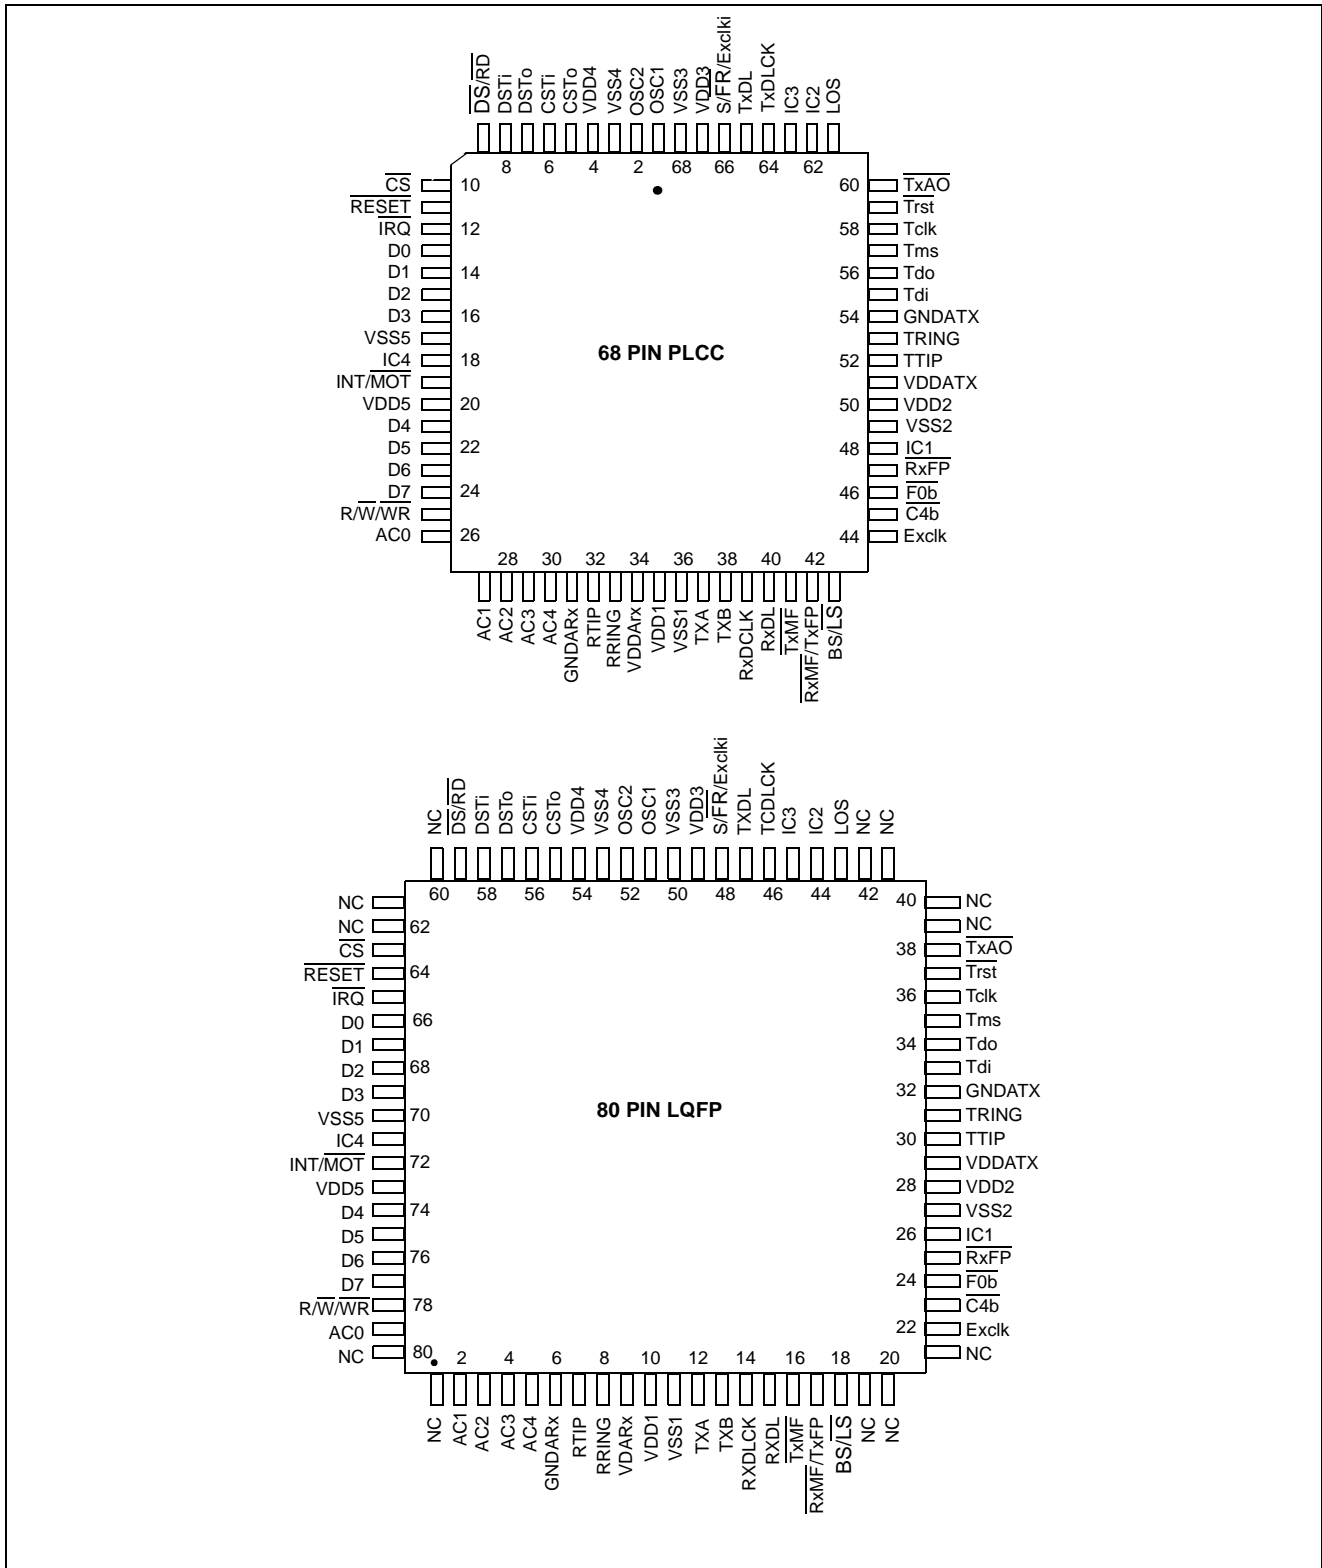 DS/RD
DSTi
DSTo
CSTi
CSTo
VDD4
VSS4
OSC2
OSC1
VSS3
VDD3
S/FR/Exclki
TxDL
TxDLCK
IC3
IC2
LOS
8 6 4 2 68 66 64 62
CS 10
RESET
IRQ 12
D0
D1 14
D2
D3 16
VSS5
IC4 18
INT/MOT
VDD5 20
D4
D5 22
D6
D7 24
R/W/WR
AC0 26
68 PIN PLCC
60 TxAO
Trst
58 Tclk
Tms
56 Tdo
Tdi
54 GNDATX
TRING
52 TTIP
VDDATX
50 VDD2
VSS2
48 IC1
RxFP
46 F0b
C4b
44 Exclk
28 30 32 34 36 38 40 42
AC1
AC2
AC3
AC4
GNDARx
RTIP
RRING
VDDArx
VDD1
VSS1
TXA
TXB
RxDCLK
RxDL
TxMF
RxMF/TxFP
BS/LS
NC
DS/RD
DSTi
DSTo
CSTi
CSTo
VDD4
VSS4
OSC2
OSC1
VSS3
VDD3
S/FR/Exclki
TXDL
TCDLCK
IC3
IC2
LOS
NC
NC
60 58 56 54 52 50 48 46 44 42
NC
NC 62
CS
RESET 64
IRQ
D0 66
D1
D2 68
D3
VSS5 70
IC4
INT/MOT 72
VDD5
D4 74
D5
D6 76
D7
R/W/WR 78
AC0
NC 80
80 PIN LQFP
40 NC
NC
38 TxAO
Trst
36 Tclk
Tms
34 Tdo
Tdi
32 GNDATX
TRING
30 TTIP
VDDATX
28 VDD2
VSS2
26 IC1
RxFP
24 F0b
C4b
22 Exclk
NC
2 4 6 8 10 12 14 16 18 20
NC
AC1
AC2
AC3
AC4
GNDARx
RTIP
RRING
VDARx
VDD1
VSS1
TXA
TXB
RXDLCK
RXDL
TxMF
RxMF/TxFP
BS/LS
NC
NC